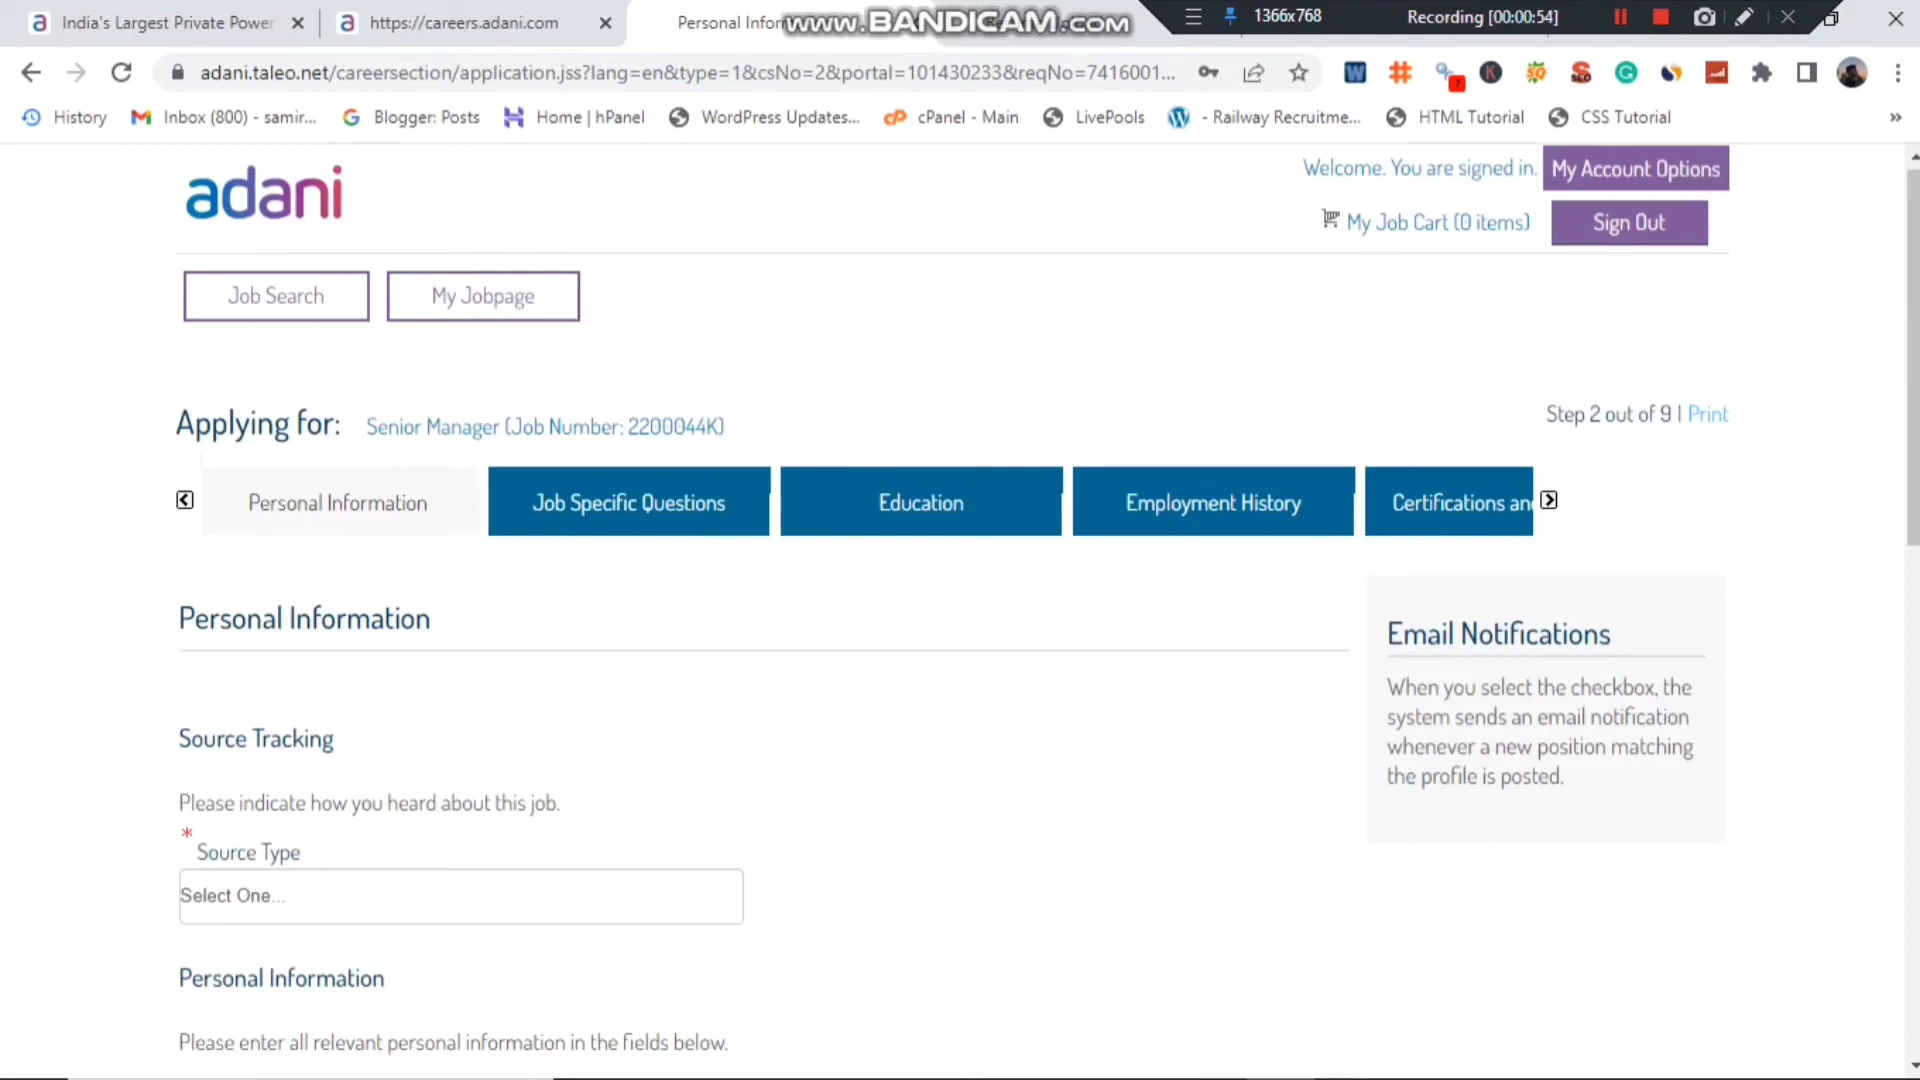 India's Largest Private Power
https://careers.adani.com
Personal Infor
www.BANDICAM.com
1366x768
Recording [00:00:54]
adani.taleo.net/careersection/application.jss?lang=en&type=1&csNo=2&portal=101430233&reqNo=7416001...
History
Inbox (800) - samir...
Blogger: Posts
Home | hPanel
WordPress Updates...
cPanel - Main
LivePools
- Railway Recruitme...
HTML Tutorial
CSS Tutorial
»
adani
Welcome. You are signed in.
My Account Options
My Job Cart (0 items)
Sign Out
Job Search
My Jobpage
Applying for: Senior Manager (Job Number: 2200044K)
Step 2 out of 9 | Print
Personal Information
Job Specific Questions
Education
Employment History
Certifications an
Personal Information
Email Notifications
When you select the checkbox, the
system sends an email notification
whenever a new position matching
the profile is posted.
Source Tracking
Please indicate how you heard about this job.
*
Source Type
Select One...
Personal Information
Please enter all relevant personal information in the fields below.